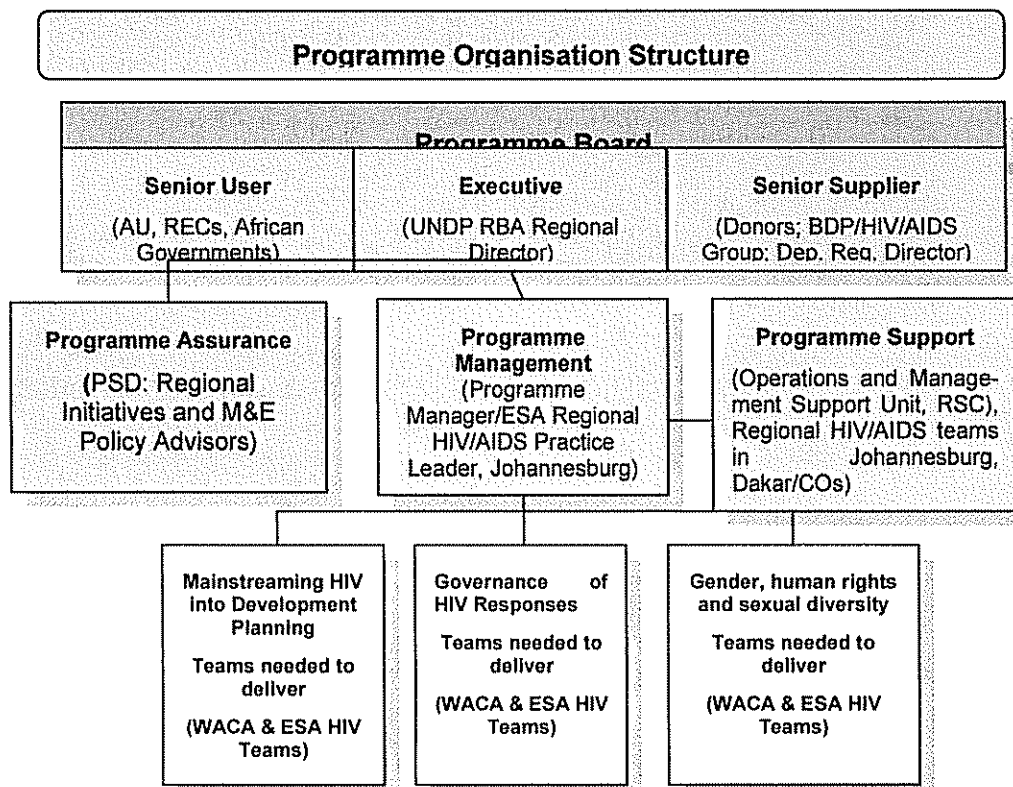 Programme Organisation Structure
Programme Board
Senior User
(AU, RECs, African
Governments)
Executive
(UNDP RBA Regional
Director)
Senior Supplier
(Donors; BDP/HIV/AIDS
Group; Dep. Reg. Director)
Programme Assurance
(PSD: Regional
Initiatives and M&E
Policy Advisors)
Programme
Management
(Programme
Manager/ESA Regional
HIV/AIDS Practice
Leader, Johannesburg)
Programme Support
(Operations and Manage-
ment Support Unit, RSC),
Regional HIV/AIDS teams
in Johannesburg,
Dakar/COs)
Mainstreaming HIV
into Development
Planning
Teams needed to
deliver
(WACA & ESA HIV
Teams)
Governance of
HIV Responses
Teams needed to
deliver
(WACA & ESA HIV
Teams)
Gender, human rights
and sexual diversity
Teams needed to
deliver
(WACA & ESA HIV
Teams)